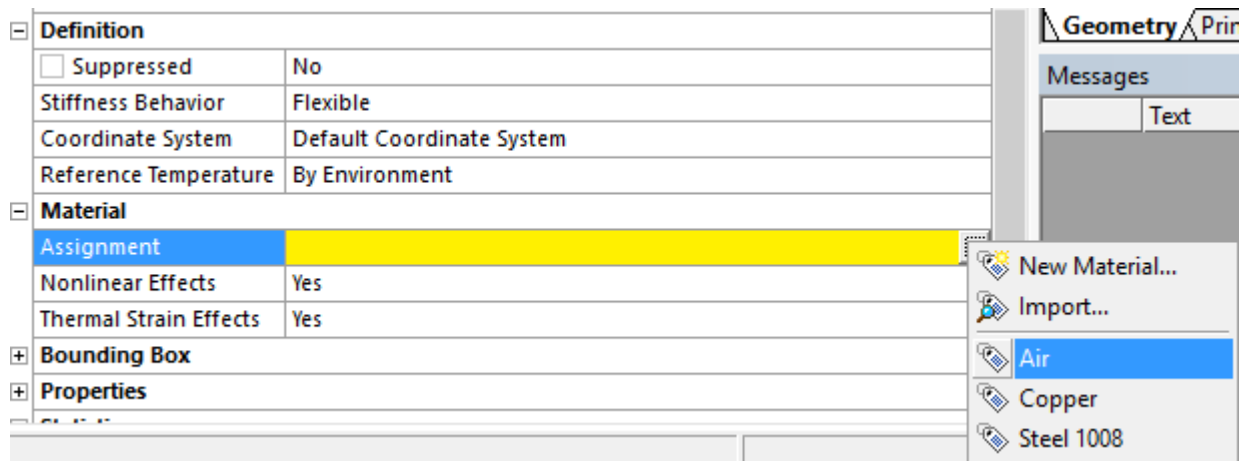 Definition
Suppressed No
Stiffness Behavior Flexible
Coordinate System Default Coordinate System
Reference Temperature By Environment
Material
Assignment
Nonlinear Effects Yes
Thermal Strain Effects Yes
Bounding Box
Properties
Geometry Prin
Messages
Text
New Material...
Import...
Air
Copper
Steel 1008